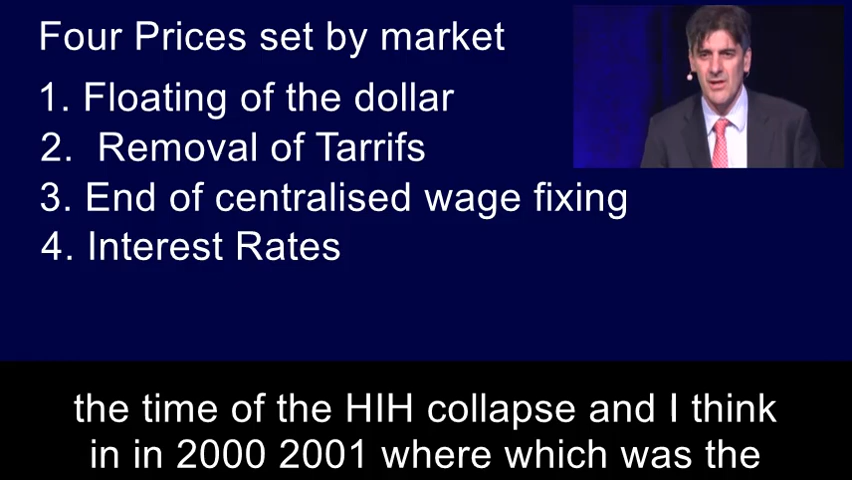 Four Prices set by market
1. Floating of the dollar
2. Removal of Tarrifs
3. End of centralised wage fixing
4. Interest Rates
the time of the HIH collapse and I think
in in 2000 2001 where which was the